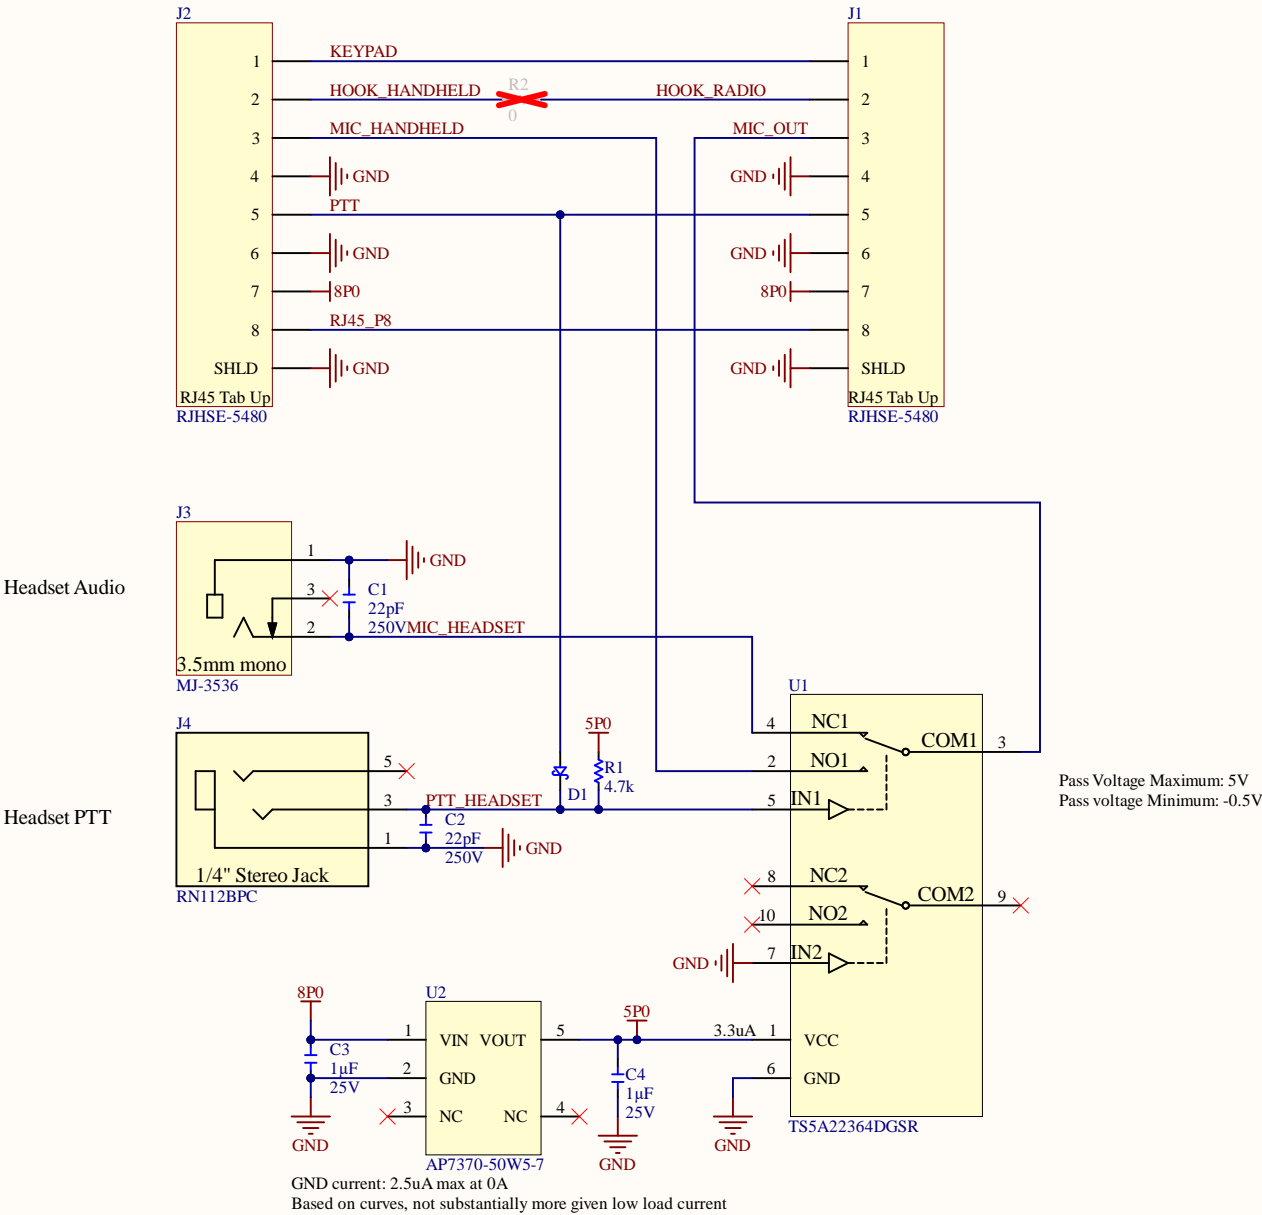 J2
J1
1 KEYPAD 1
2 HOOK_HANDHELD R2 0 HOOK_RADIO 2
3 MIC_HANDHELD MIC_OUT 3
4 GND GND 4
5 PTT 5
6 GND GND 6
7 8P0 8P0 7
8 RJ45_P8 8
SHLD GND GND SHLD
RJ45 Tab Up RJ45 Tab Up
RJHSE-5480 RJHSE-5480
J3
1 GND
Headset Audio
3 C1
22pF
2 250V MIC_HEADSET
3.5mm mono
MJ-3536
U1
J4
5P0
4 NC1
COM1 3
5
2 NO1
R1
4.7k
D1
Pass Voltage Maximum: 5V
Pass voltage Minimum: -0.5V
3 PTT_HEADSET 5 IN1
Headset PTT
C2
22pF
250V
1 GND
1/4" Stereo Jack
RN112BPC
8 NC2
COM2 9
10 NO2
GND 7 IN2
8P0
U2
5P0
1 VIN VOUT 5 3.3uA 1 VCC
C3
1µF
25V
2 GND
C4
1µF
25V
6 GND
3 NC NC 4
GND
GND
GND
TS5A22364DGSR
AP7370-50W5-7
GND current: 2.5uA max at 0A
Based on curves, not substantially more given low load current